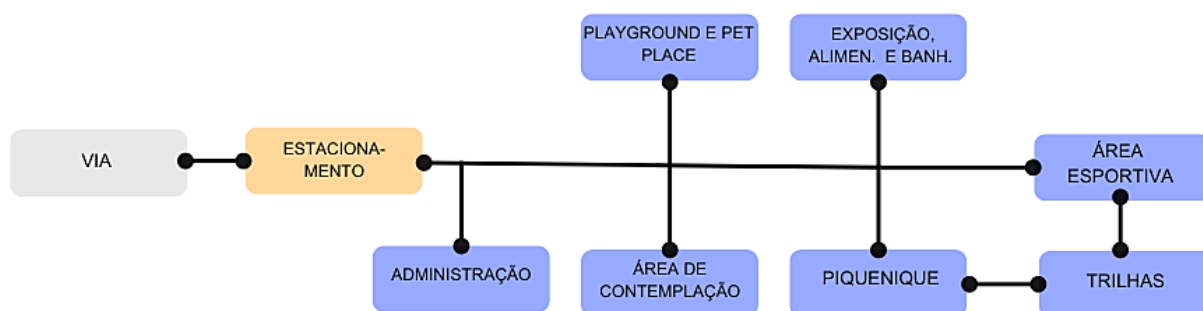 PLAYGROUND E PET
PLACE
EXPOSIÇÃO,
ALIMEN. E BANH.
VIA
ESTACIONA-
MENTO
ÁREA
ESPORTIVA
ADMINISTRAÇÃO
ÁREA DE
CONTEMPLAÇÃO
PIQUENIQUE
TRILHAS